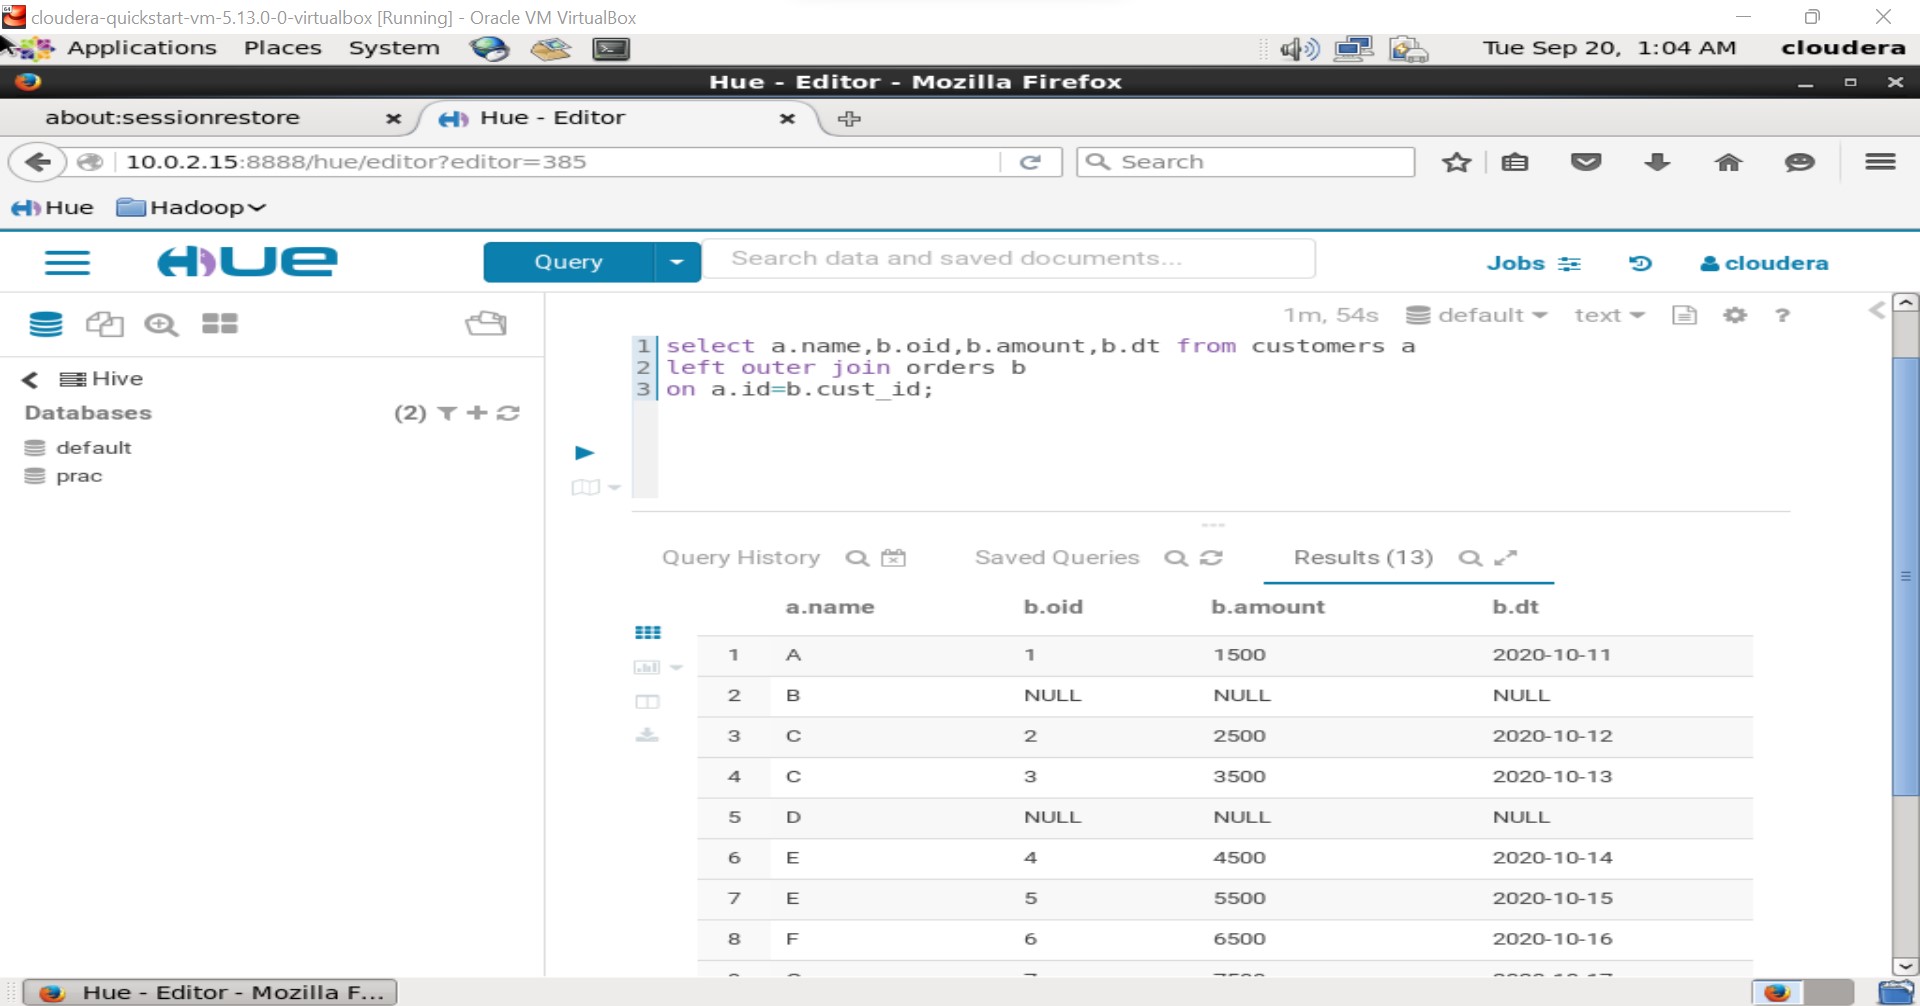 cloudera-quickstart-vm-5.13.0-0-virtualbox [Running] - Oracle VM VirtualBox
Applications Places System Tue Sep 20, 1:04 AM cloudera
Hue - Editor - Mozilla Firefox
about:sessionrestore Hue - Editor
10.0.2.15:8888/hue/editor?editor=385 Search
Hue Hadoop
HUE Query Search data and saved documents... Jobs cloudera
1m, 54s default text ?
1 select a.name,b.oid,b.amount,b.dt from customers a
2 left outer join orders b
3 on a.id=b.cust_id;
Hive
Databases (2)
default
prac
Query History Saved Queries Results (13)
a.name b.oid b.amount b.dt
1 A 1 1500 2020-10-11
2 B NULL NULL NULL
3 C 2 2500 2020-10-12
4 C 3 3500 2020-10-13
5 D NULL NULL NULL
6 E 4 4500 2020-10-14
7 E 5 5500 2020-10-15
8 F 6 6500 2020-10-16
Hue - Editor - Mozilla F...